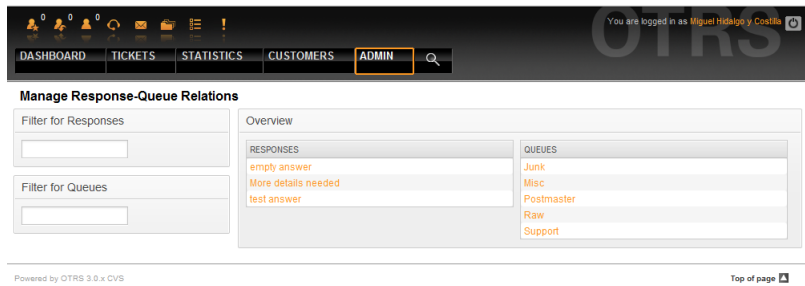 0 0 0
You are logged in as Miguel Hidalgo y Costilla
OTRS
DASHBOARD TICKETS STATISTICS CUSTOMERS ADMIN
Manage Response-Queue Relations
Filter for Responses
Filter for Queues
Overview
RESPONSES
empty answer
More details needed
test answer
QUEUES
Junk
Misc
Postmaster
Raw
Support
Powered by OTRS 3.0.x CVS
Top of page